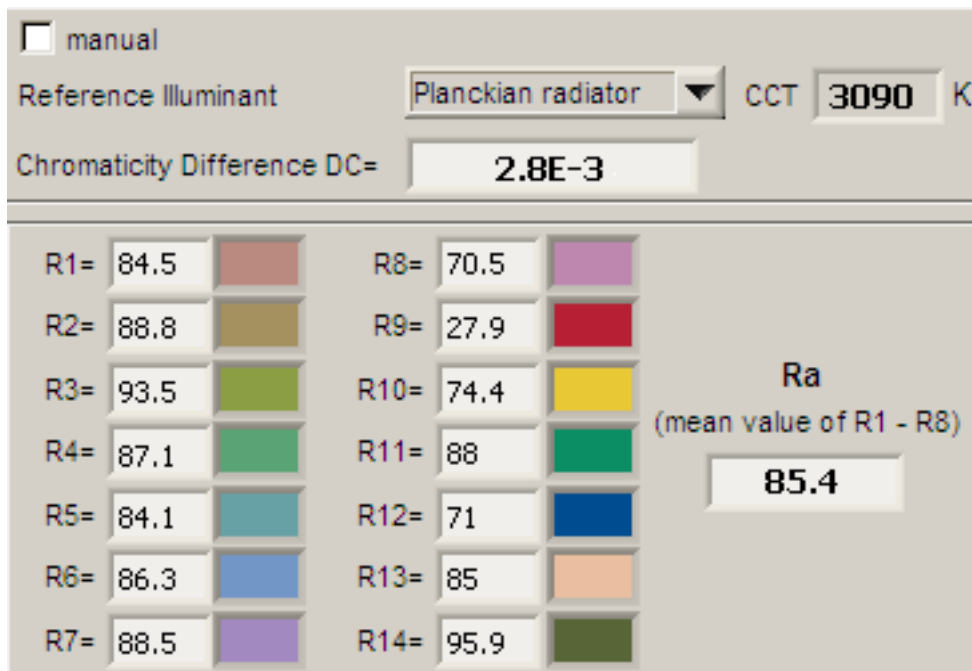 manual
Reference Illuminant Planckian radiator CCT 3090 K
Chromaticity Difference DC= 2.8E-3
R1= 84.5 R8= 70.5
R2= 88.8 R9= 27.9
R3= 93.5 R10= 74.4
R4= 87.1 R11= 88
R5= 84.1 R12= 71
R6= 86.3 R13= 85
R7= 88.5 R14= 95.9
Ra
(mean value of R1 - R8)
85.4